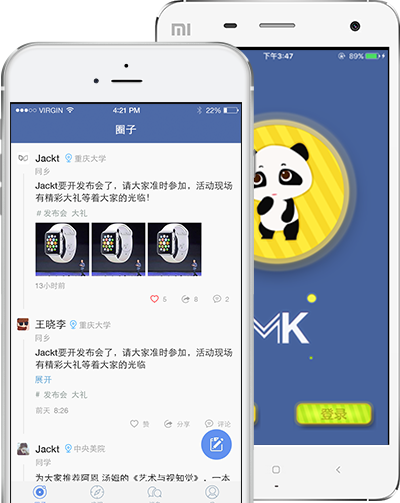 mi
VIRGIN
4:21 PM
22%
下午3:47
89%
圈子
Jackt 重庆大学
同乡
Jackt要开发布会了，请大家准时参加，活动现场
有精彩大礼等着大家的光临！
# 发布会 大礼
13小时前
5
8
2
王晓李 重庆大学
同乡
Jackt要开发布会了，请大家准时参加，活动现场
有精彩大礼等着大家的光临
展开
# 发布会 大礼
前天 8:26
赞
分享
评论
Jackt 中央美院
同学
为大家推荐阿恩 汤姆的《艺术与视知觉》，一本
MK
登录